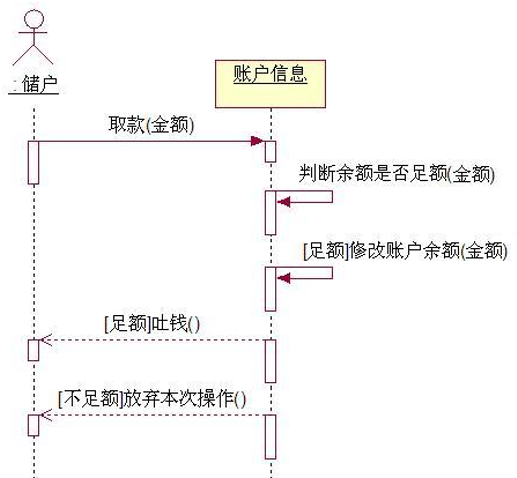 : 储户
账户信息
取款(金额)
判断余额是否足额(金额)
[足额]修改账户余额(金额)
[足额]吐钱()
[不足额]放弃本次操作()